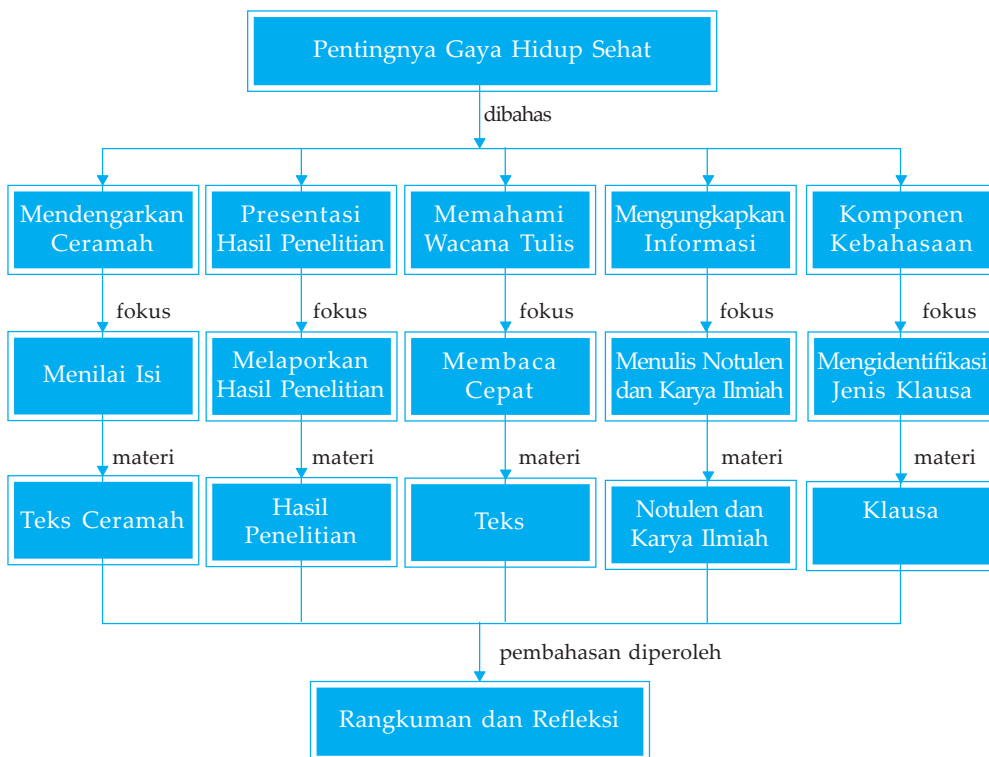 Pentingnya Gaya Hidup Sehat
dibahas
Mendengarkan
Ceramah
Presentasi
Hasil Penelitian
Memahami
Wacana Tulis
Mengungkapkan
Informasi
Komponen
Kebahasaan
fokus
fokus
fokus
fokus
fokus
Menilai Isi
Melaporkan
Hasil Penelitian
Membaca
Cepat
Menulis Notulen
dan Karya Ilmiah
Mengidentifikasi
Jenis Klausa
materi
materi
materi
materi
materi
Teks Ceramah
Hasil
Penelitian
Teks
Notulen dan
Karya Ilmiah
Klausa
pembahasan diperoleh
Rangkuman dan Refleksi